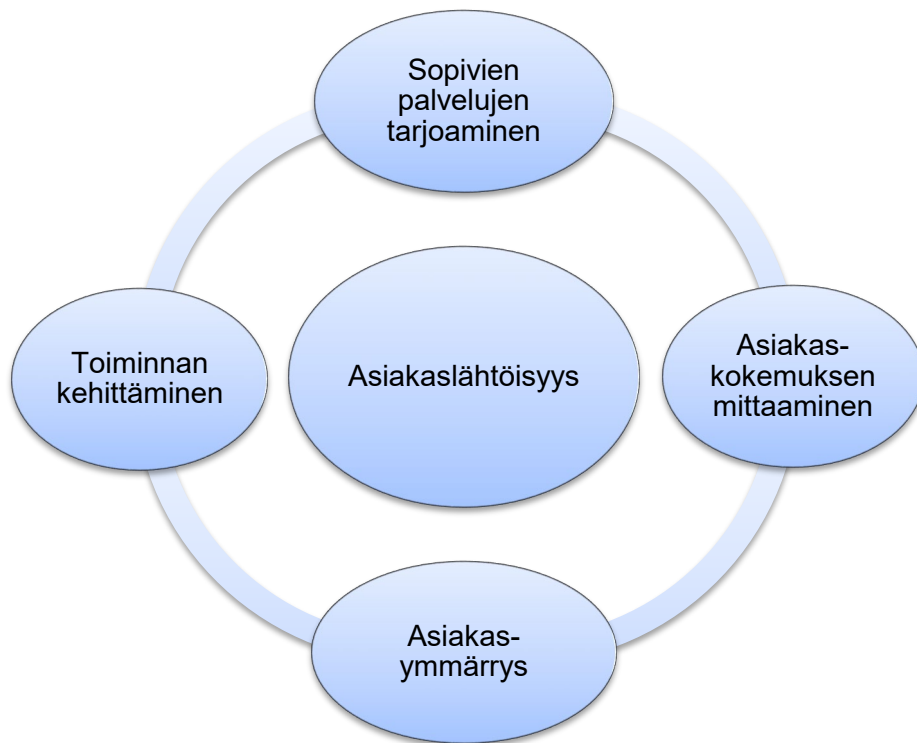 Sopivien
palvelujen
tarjoaminen
Toiminnan
kehittäminen
Asiakaslähtöisyys
Asiakas-
kokemuksen
mittaaminen
Asiakas-
ymmärrys